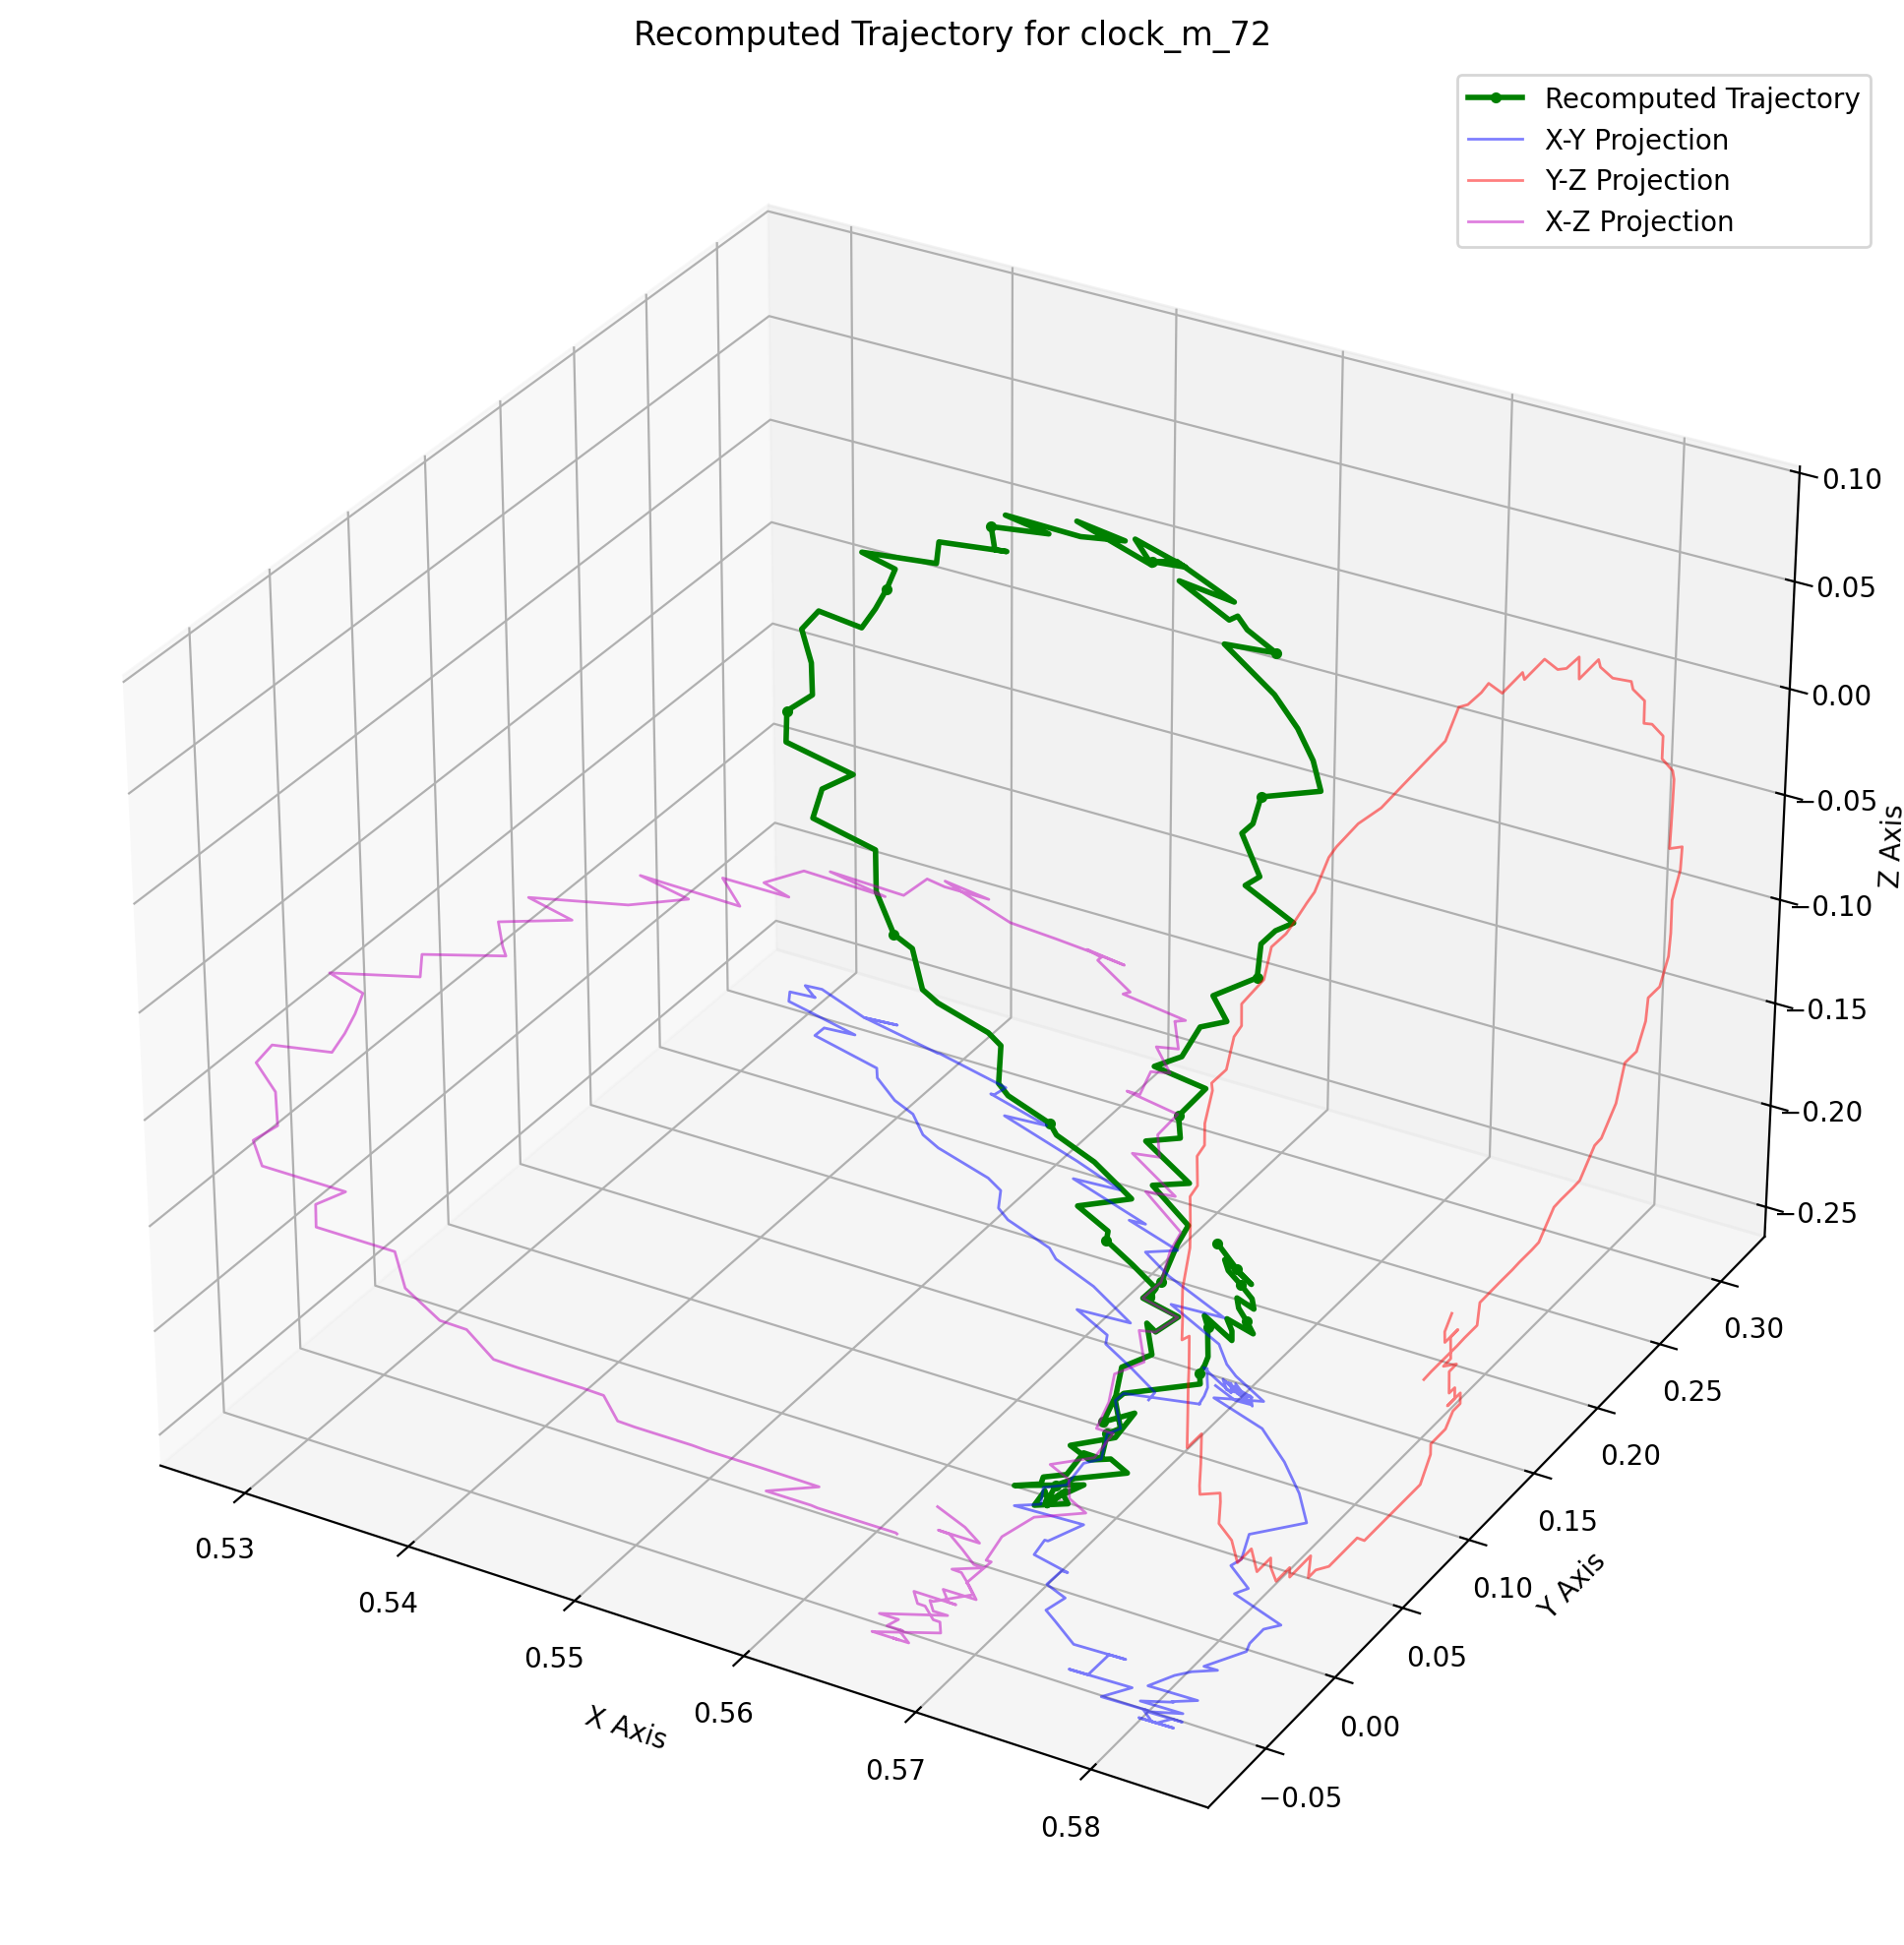 Recomputed Trajectory for clock_m_72
Recomputed Trajectory
X-Y Projection
Y-Z Projection
X-Z Projection
0.10
0.05
0.00
−0.05
−0.10
−0.15
−0.20
−0.25
Z Axis
0.30
0.25
0.20
0.15
0.10
0.05
0.00
−0.05
Y Axis
0.53
0.54
0.55
0.56
0.57
0.58
X Axis